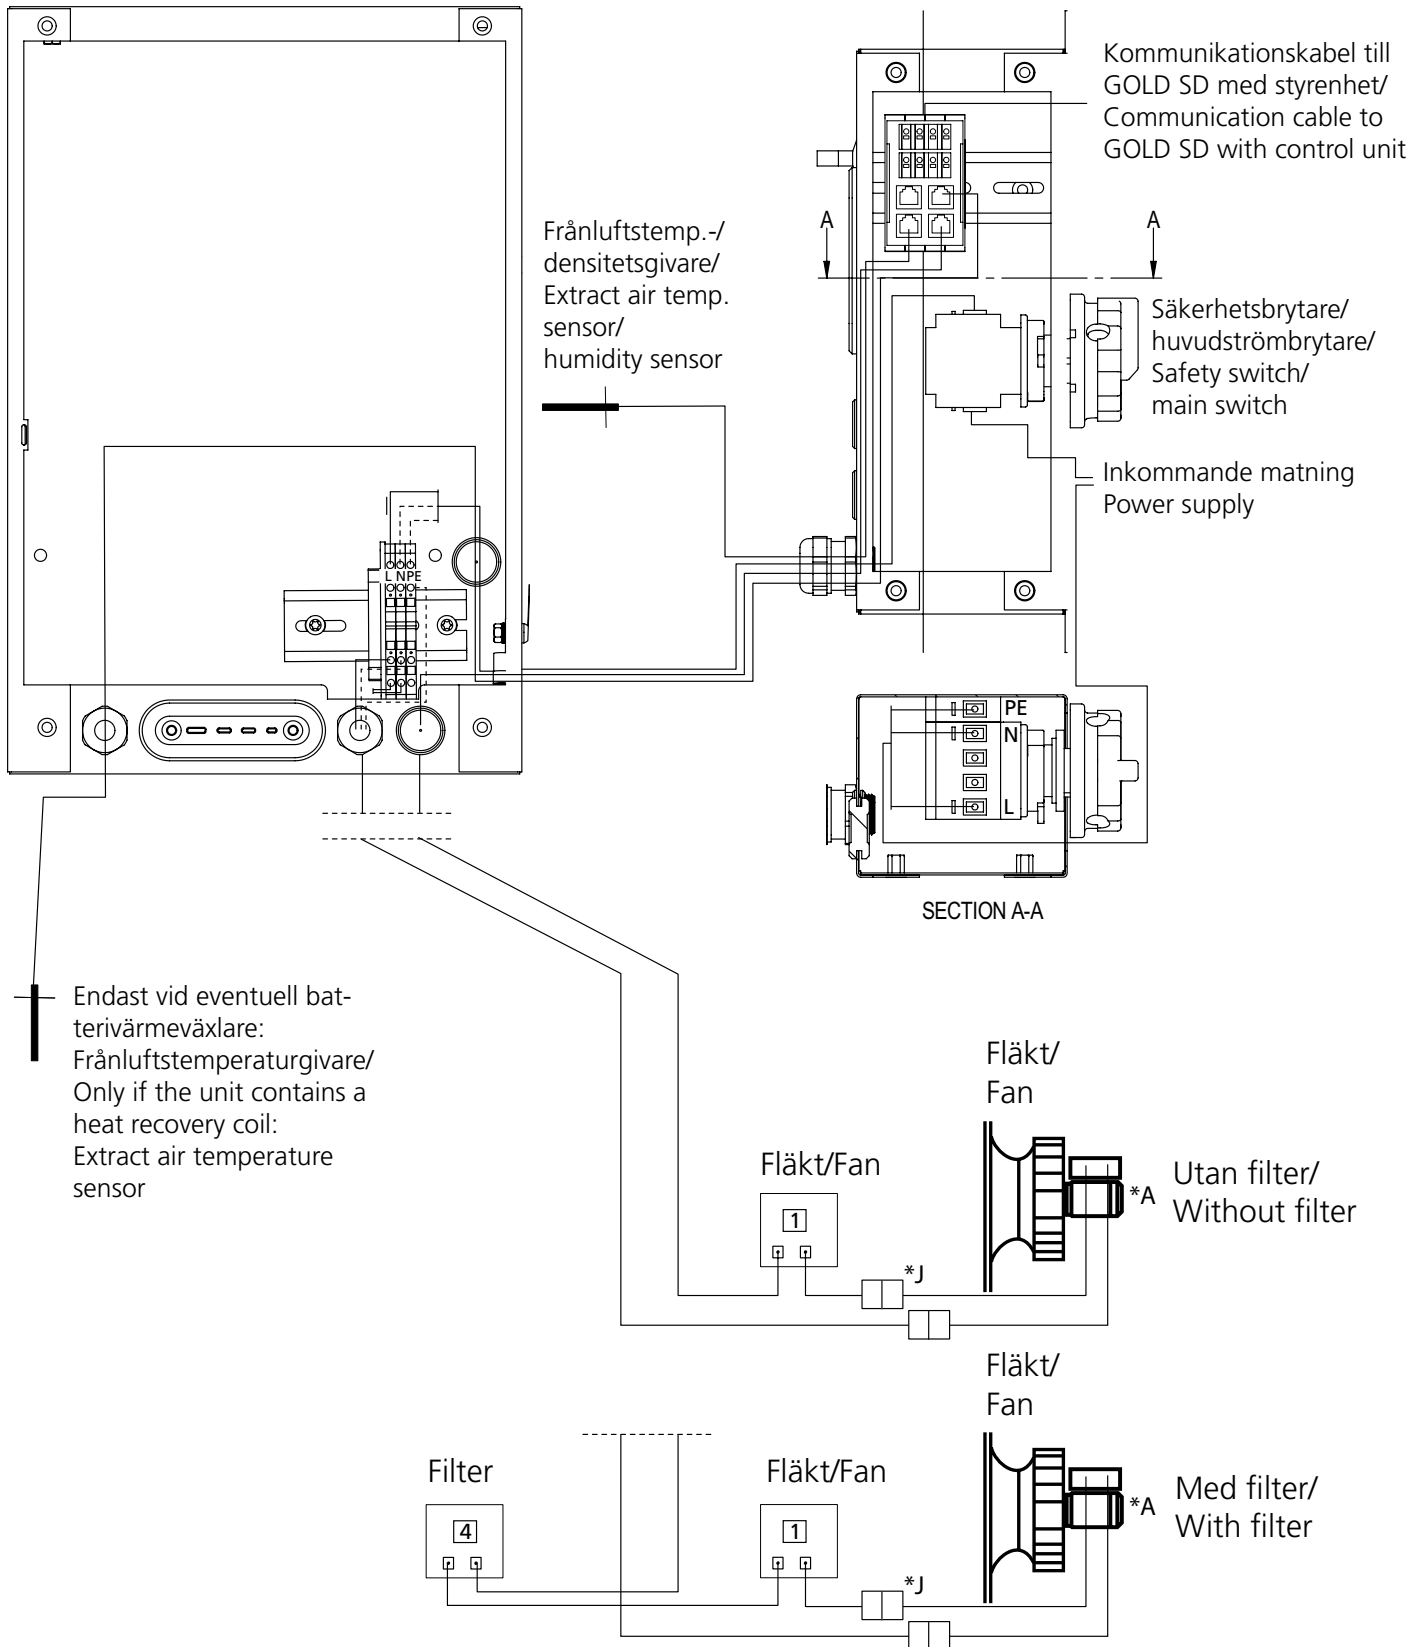 Kommunikationskabel till
GOLD SD med styrenhet/
Communication cable to
GOLD SD with control unit
Frånluftstemp.-/
densitetsgivare/
Extract air temp.
sensor/
humidity sensor
A
A
Säkerhetsbrytare/
huvudströmbrytare/
Safety switch/
main switch
Inkommande matning
Power supply
L N PE
PE
N
L
SECTION A-A
Endast vid eventuell bat-
terivärmeväxlare:
Frånluftstemperaturgivare/
Only if the unit contains a
heat recovery coil:
Extract air temperature
sensor
Fläkt/
Fan
Fläkt/Fan
1
*J
*A
Utan filter/
Without filter
Fläkt/
Fan
Filter
4
Fläkt/Fan
1
*J
*A
Med filter/
With filter